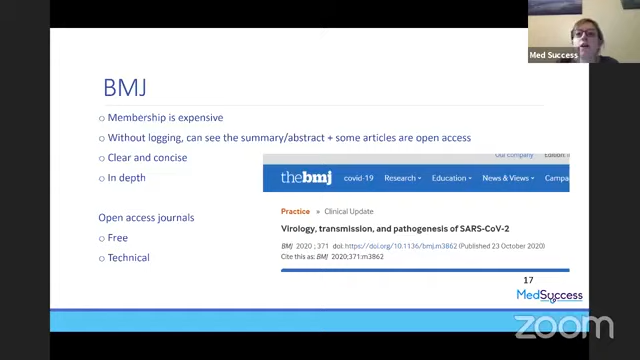 Med Success
BMJ
o Membership is expensive
o Without logging, can see the summary/abstract + some articles are open access
o Clear and concise
o In depth
Our company
thebmj covid-19 Research Education News & Views
Practice » Clinical Update
Virology, transmission, and pathogenesis of SARS-CoV-2
BMJ 2020 ; 371 doi: https://doi.org/10.1136/bmj.m3862 (Published 23 October 2020)
Cite this as: BMJ 2020;371:m3862
Open access journals
o Free
o Technical
17
MedSuccess
zoom